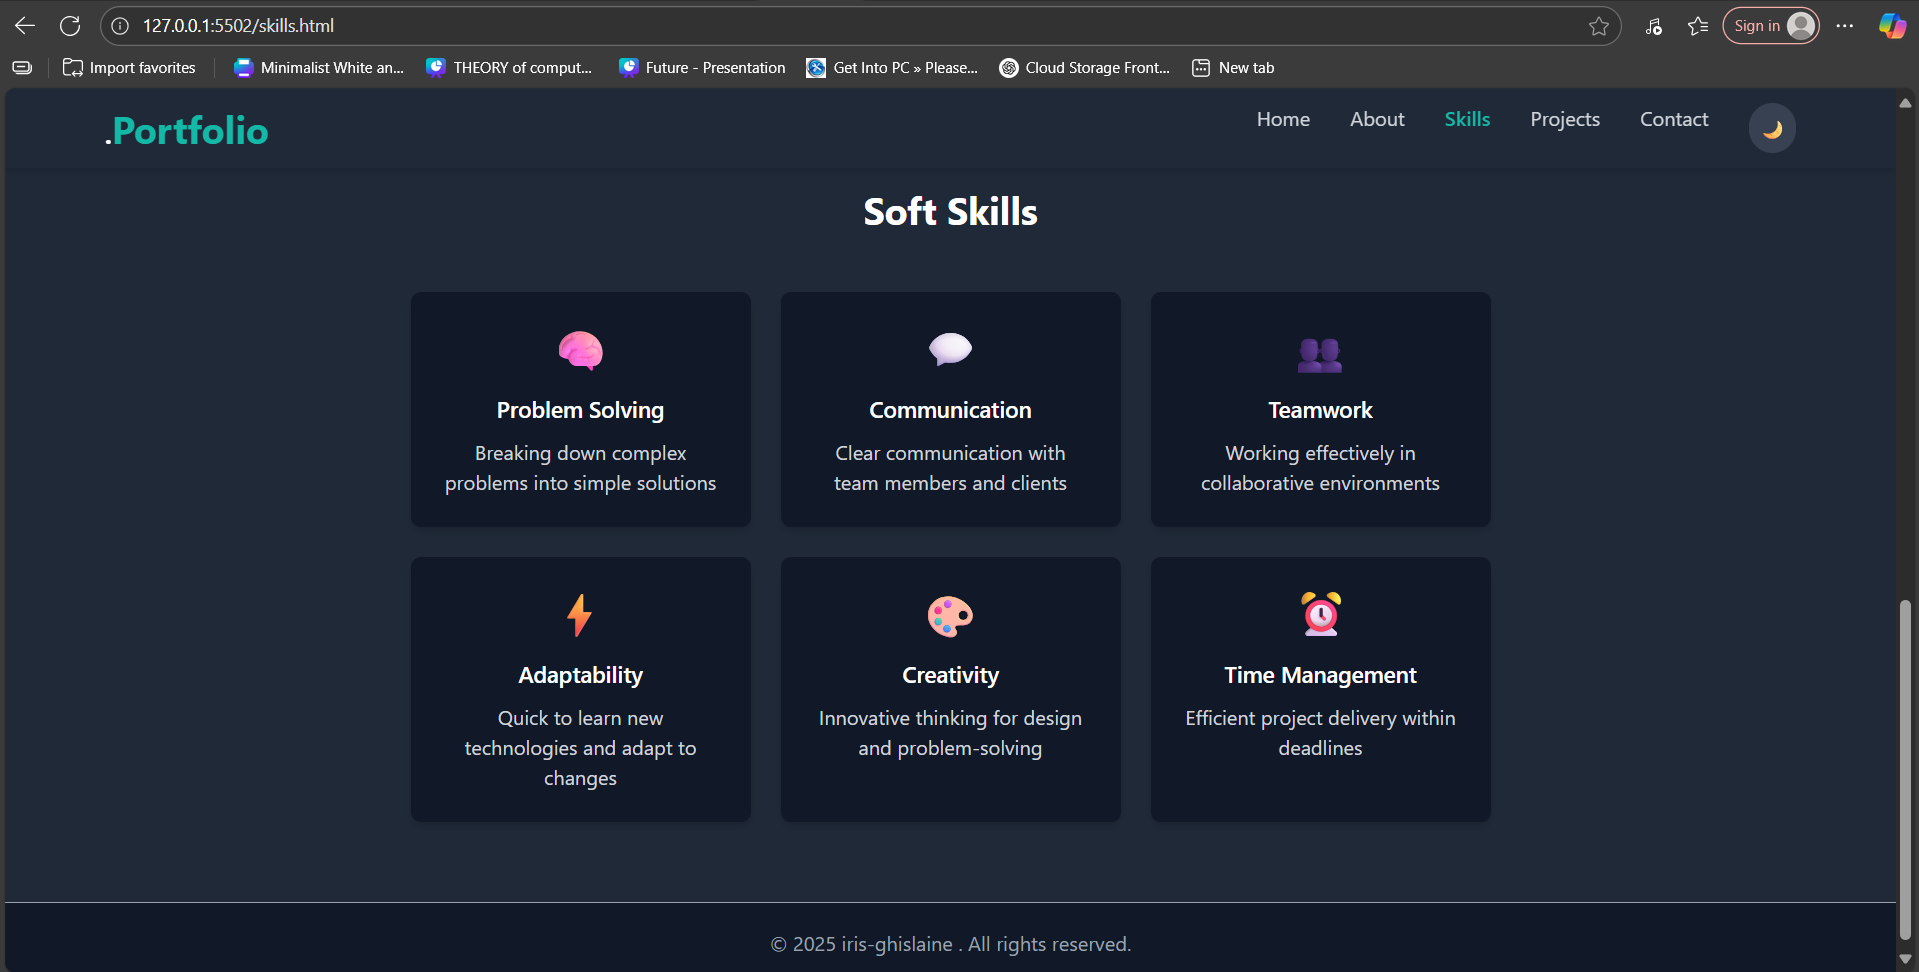 127.0.0.1:5502/skills.html
Sign in
Import favorites
Minimalist White an...
THEORY of comput...
Future - Presentation
Get Into PC » Please...
Cloud Storage Front...
New tab
.Portfolio
Home
About
Skills
Projects
Contact
Soft Skills
Problem Solving
Breaking down complex
problems into simple solutions
Communication
Clear communication with
team members and clients
Teamwork
Working effectively in
collaborative environments
Adaptability
Quick to learn new
technologies and adapt to
changes
Creativity
Innovative thinking for design
and problem-solving
Time Management
Efficient project delivery within
deadlines
© 2025 iris-ghislaine . All rights reserved.